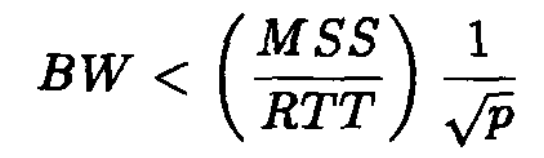 BW < (MSS/RTT) 1/√p